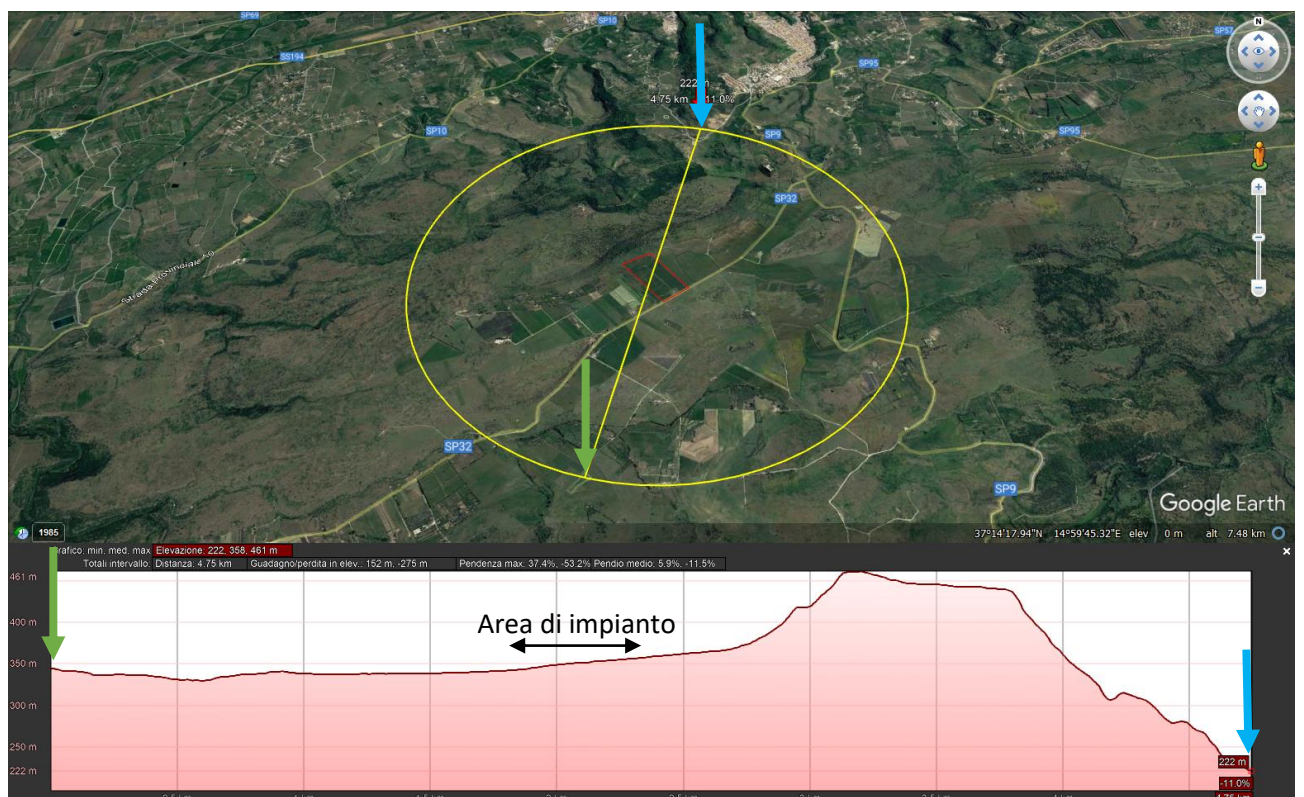 SP69
SP10
SP57
N
SS194
SP95
222 m
4.75 km -11.0%
SP10
SP9
SP95
SP32
Strada Provinciale
SP32
SP9
Google Earth
1985
37°14'17.94"N 14°59'45.32"E elev 0 m alt 7.48 km
Grafico: min. med. max Elevazione: 222, 358, 461 m
Totali intervallo: Distanza: 4.75 km Guadagno/perdita in elev.: 152 m, -275 m Pendenza max: 37.4%, -53.2% Pendio medio: 5.9%, -11.5%
461 m
Area di impianto
400 m
350 m
300 m
250 m
222 m
222 m
-11.0%
4.75 km